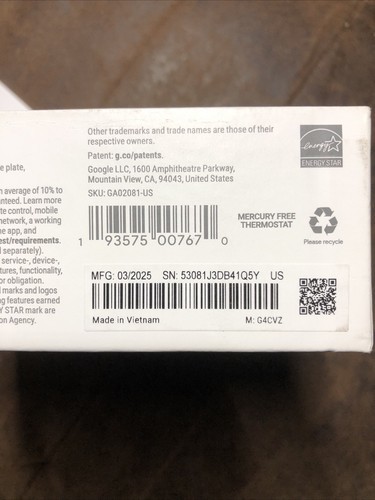 Other trademarks and trade names are those of their
respective owners.
Patent: g.co/patents.
Google LLC, 1600 Amphitheatre Parkway,
Mountain View, CA, 94043, United States
SKU: GA02081-US
e plate,
n average of 10% to
anteed. Learn more
te control, mobile
network, a working
me app, and
est/requirements.
d separately).
service-, device-,
tures, functionality,
or obligation.
l marks and logos
ng features earned
Y STAR mark are
on Agency.
energy
ENERGY STAR
1 93575 00767 0
MERCURY FREE
THERMOSTAT
Please recycle
MFG: 03/2025 SN: 53081J3DB41Q5Y US
Made in Vietnam M: G4CVZ